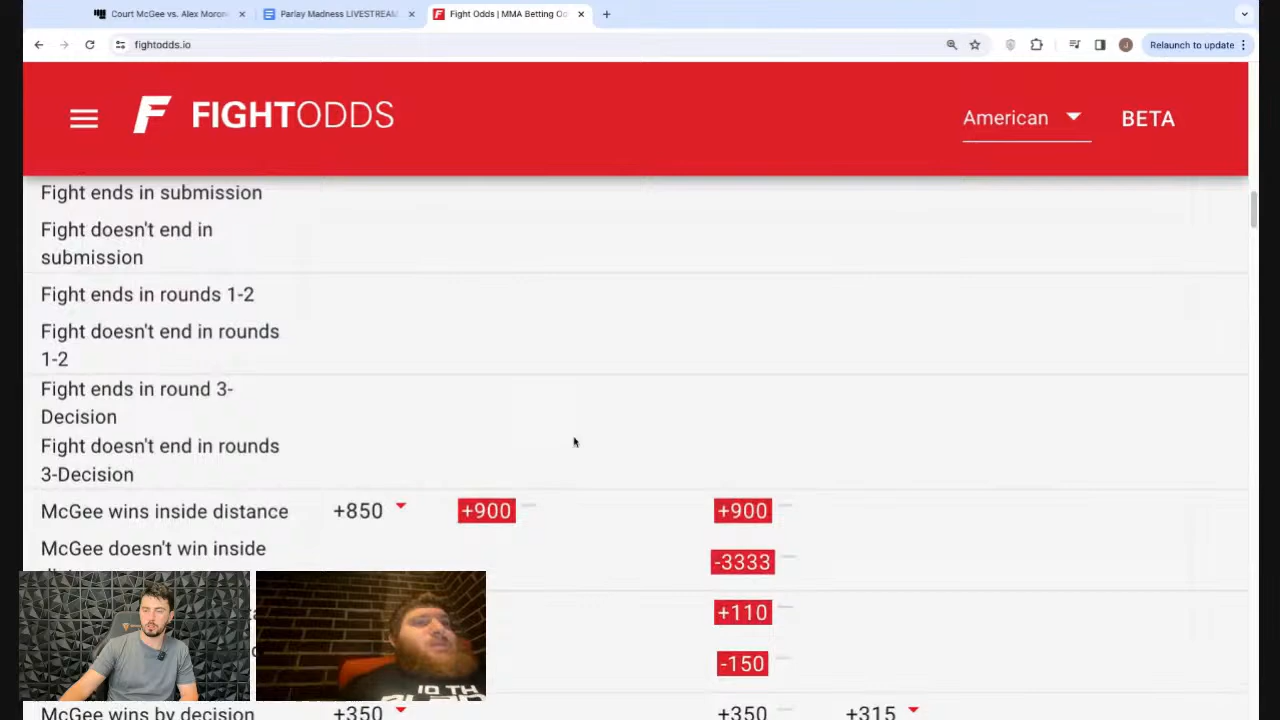 Court McGee vs. Alex Moron
Parlay Madness LIVESTREAM
Fight Odds | MMA Betting Od
fightodds.io
Relaunch to update
FIGHTODDS
American
BETA
Fight ends in submission
Fight doesn't end in
submission
Fight ends in rounds 1-2
Fight doesn't end in rounds
1-2
Fight ends in round 3-
Decision
Fight doesn't end in rounds
3-Decision
McGee wins inside distance +850 +900 +900
McGee doesn't win inside
-3333
+110
-150
McGee wins by decision +350 +350 +315
10 TH